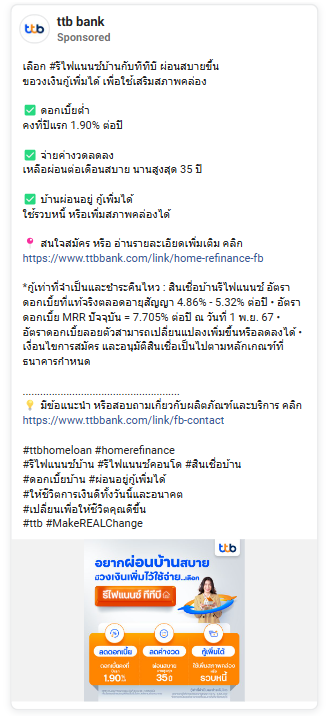 ttb
ttb bank
Sponsored
เลือก #รีไฟแนนซ์บ้านกับทีทีบี ผ่อนสบายขึ้น
ขอวงเงินกู้เพิ่มได้ เพื่อใช้เสริมสภาพคล่อง
✅ ดอกเบี้ยต่ำ
คงที่ปีแรก 1.90% ต่อปี
✅ จ่ายค่างวดลดลง
เหลือผ่อนต่อเดือนสบาย นานสูงสุด 35 ปี
✅ บ้านผ่อนอยู่ กู้เพิ่มได้
ใช้รวบหนี้ หรือเพิ่มสภาพคล่องได้
📍 สนใจสมัคร หรือ อ่านรายละเอียดเพิ่มเติม คลิก
https://www.ttbbank.com/link/home-refinance-fb
*กู้เท่าที่จำเป็นและชำระคืนไหว : สินเชื่อบ้านรีไฟแนนซ์ อัตรา
ดอกเบี้ยที่แท้จริงตลอดอายุสัญญา 4.86% - 5.32% ต่อปี • อัตรา
ดอกเบี้ย MRR ปัจจุบัน = 7.705% ต่อปี ณ วันที่ 1 พ.ย. 67 •
อัตราดอกเบี้ยลอยตัวสามารถเปลี่ยนแปลงเพิ่มขึ้นหรือลดลงได้ •
เงื่อนไขการสมัคร และอนุมัติสินเชื่อเป็นไปตามหลักเกณฑ์ที่
ธนาคารกำหนด
......................................................
💡 มีข้อแนะนำ หรือสอบถามเกี่ยวกับผลิตภัณฑ์และบริการ คลิก
https://www.ttbbank.com/link/fb-contact
#ttbhomeloan #homerefinance
#รีไฟแนนซ์บ้าน #รีไฟแนนซ์คอนโด #สินเชื่อบ้าน
#ดอกเบี้ยบ้าน #ผ่อนอยู่กู้เพิ่มได้
#ให้ชีวิตการเงินดีทั้งวันนี้และอนาคต
#เปลี่ยนเพื่อให้ชีวิตคุณดีขึ้น
#ttb #MakeREALChange
ttb
อยากผ่อนบ้านสบาย
ขอวงเงินเพิ่มไว้ใช้จ่าย...เลือก
รีไฟแนนซ์ ทีทีบี
ลดดอกเบี้ย ลดค่างวด กู้เพิ่มได้
ดอกเบี้ยคงที่
1.90%
ผ่อนสบาย
35ปี
ใช้เสริมสภาพคล่อง
หรือ
รวบหนี้